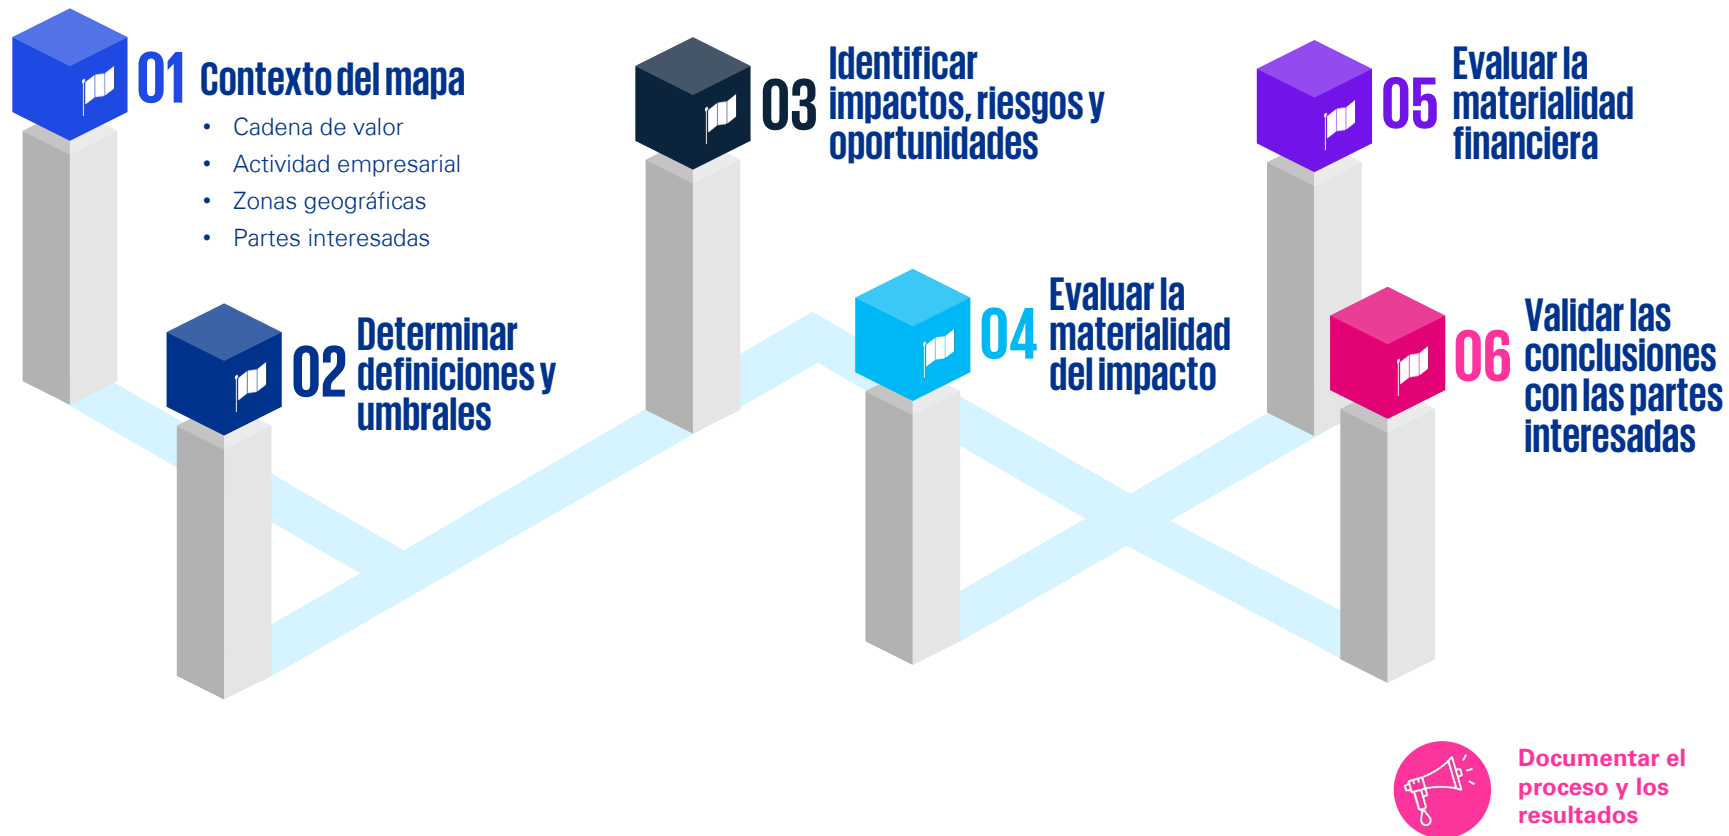 01 Contexto del mapa
• Cadena de valor
• Actividad empresarial
• Zonas geográficas
• Partes interesadas
02
Determinar
definiciones y
umbrales
03
Identificar
impactos, riesgos y
oportunidades
04
Evaluar la
materialidad
del impacto
05
Evaluar la
materialidad
financiera
06
Validar las
conclusiones
con las partes
interesadas
Documentar el
proceso y los
resultados